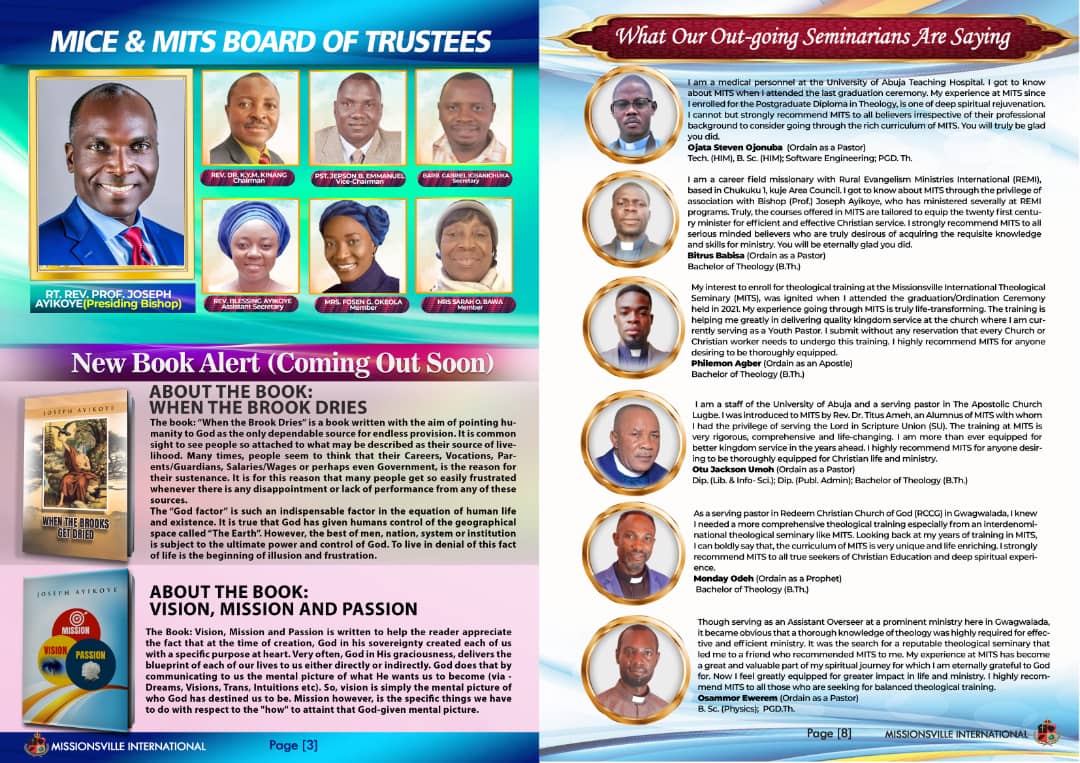 MICE & MITS BOARD OF TRUSTEES
RT. REV. PROF. JOSEPH
AYIKOYE(Presiding Bishop)
REV. DR. K.Y.M. KINANG
Chairman
PST. JEPSON B. EMMANUEL
Vice-Chairman
BARR. GABRIEL ICHANICHUKA
Secretary
REV. BLESSING AYIKOYE
Assistant Secretary
MRS. FOSEN G. OKEOLA
Member
MRS SARAH O. BAWA
Member
New Book Alert (Coming Out Soon)
JOSEPH AYIKOYE
WHEN THE BROOKS
GET DRIED
ABOUT THE BOOK:
WHEN THE BROOK DRIES
The book: "When the Brook Dries" is a book written with the aim of pointing hu-
manity to God as the only dependable source for endless provision. It is common
sight to see people so attached to what may be described as their source of live-
lihood. Many times, people seem to think that their Careers, Vocations, Par-
ents/Guardians, Salaries/Wages or perhaps even Government, is the reason for
their sustenance. It is for this reason that many people get so easily frustrated
whenever there is any disappointment or lack of performance from any of these
sources.
The "God factor" is such an indispensable factor in the equation of human life
and existence. It is true that God has given humans control of the geographical
space called "The Earth". However, the best of men, nation, system or institution
is subject to the ultimate power and control of God. To live in denial of this fact
of life is the beginning of illusion and frustration.
JOSEPH AYIKOYE
MISSION
VISION
PASSION
ABOUT THE BOOK:
VISION, MISSION AND PASSION
The Book: Vision, Mission and Passion is written to help the reader appreciate
the fact that at the time of creation, God in his sovereignty created each of us
with a specific purpose at heart. Very often, God in His graciousness, delivers the
blueprint of each of our lives to us either directly or indirectly. God does that by
communicating to us the mental picture of what He wants us to become (via -
Dreams, Visions, Trans, Intuitions etc). So, vision is simply the mental picture of
who God has destined us to be. Mission however, is the specific things we have
to do with respect to the "how" to attaint that God-given mental picture.
MISSIONSVILLE INTERNATIONAL
Page [3]
What Our Out-going Seminarians Are Saying
I am a medical personnel at the University of Abuja Teaching Hospital. I got to know
about MITS when I attended the last graduation ceremony. My experience at MITS since
I enrolled for the Postgraduate Diploma in Theology, is one of deep spiritual rejuvenation.
I cannot but strongly recommend MITS to all believers irrespective of their professional
background to consider going through the rich curriculum of MITS. You will truly be glad
you did.
Ojata Steven Ojonuba (Ordain as a Pastor)
Tech. (HIM), B. Sc. (HIM); Software Engineering; PGD. Th.
I am a career field missionary with Rural Evangelism Ministries International (REMI),
based in Chukuku 1, kuje Area Council. I got to know about MITS through the privilege of
association with Bishop (Prof.) Joseph Ayikoye, who has ministered severally at REMI
programs. Truly, the courses offered in MITS are tailored to equip the twenty first centu-
ry minister for efficient and effective Christian service. I strongly recommend MITS to all
serious minded believers who are truly desirous of acquiring the requisite knowledge
and skills for ministry. You will be eternally glad you did.
Bitrus Babisa (Ordain as a Pastor)
Bachelor of Theology (B.Th.)
My interest to enroll for theological training at the Missionsville International Theological
Seminary (MITS), was ignited when I attended the graduation/Ordination Ceremony
held in 2021. My experience going through MITS is truly life-transforming. The training is
helping me greatly in delivering quality kingdom service at the church where I am cur-
rently serving as a Youth Pastor. I submit without any reservation that every Church or
Christian worker needs to undergo this training. I highly recommend MITS for anyone
desiring to be thoroughly equipped.
Philemon Agber (Ordain as an Apostle)
Bachelor of Theology (B.Th.)
I am a staff of the University of Abuja and a serving pastor in The Apostolic Church
Lugbe. I was introduced to MITS by Rev. Dr. Titus Ameh, an Alumnus of MITS with whom
I had the privilege of serving the Lord in Scripture Union (SU). The training at MITS is
very rigorous, comprehensive and life-changing. I am more than ever equipped for
better kingdom service in the years ahead. I highly recommend MITS for anyone desir-
ing to be thoroughly equipped for Christian life and ministry.
Otu Jackson Umoh (Ordain as a Pastor)
Dip. (Lib. & Info- Sci.); Dip. (Publ. Admin); Bachelor of Theology (B.Th.)
As a serving pastor in Redeem Christian Church of God (RCCG) in Gwagwalada, I knew
I needed a more comprehensive theological training especially from an interdenomi-
national theological seminary like MITS. Looking back at my years of training in MITS,
I can boldly say that, the curriculum of MITS is very unique and life enriching. I strongly
recommend MITS to all true seekers of Christian Education and deep spiritual experi-
ence.
Monday Odeh (Ordain as a Prophet)
Bachelor of Theology (B.Th.)
Though serving as an Assistant Overseer at a prominent ministry here in Gwagwalada,
it became obvious that a thorough knowledge of theology was highly required for effec-
tive and efficient ministry. It was the search for a reputable theological seminary that
led me to a friend who recommended MITS to me. My experience at MITS has become
a great and valuable part of my spiritual journey for which I am eternally grateful to God
for. Now I feel greatly equipped for greater impact in life and ministry. I highly recom-
mend MITS to all those who are seeking for balanced theological training.
Osammor Ewerem (Ordain as a Pastor)
B. Sc. (Physics); PGD.Th.
Page [8]
MISSIONSVILLE INTERNATIONAL